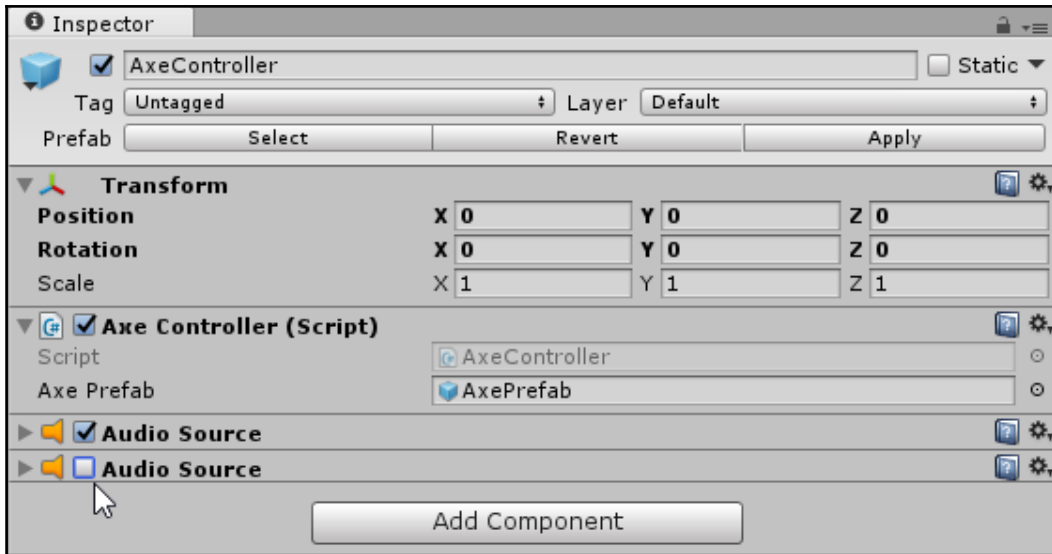 Inspector
AxeController Static
Tag Untagged Layer Default
Prefab Select Revert Apply
Transform
Position X 0 Y 0 Z 0
Rotation X 0 Y 0 Z 0
Scale X 1 Y 1 Z 1
Axe Controller (Script)
Script AxeController
Axe Prefab AxePrefab
Audio Source
Audio Source
Add Component